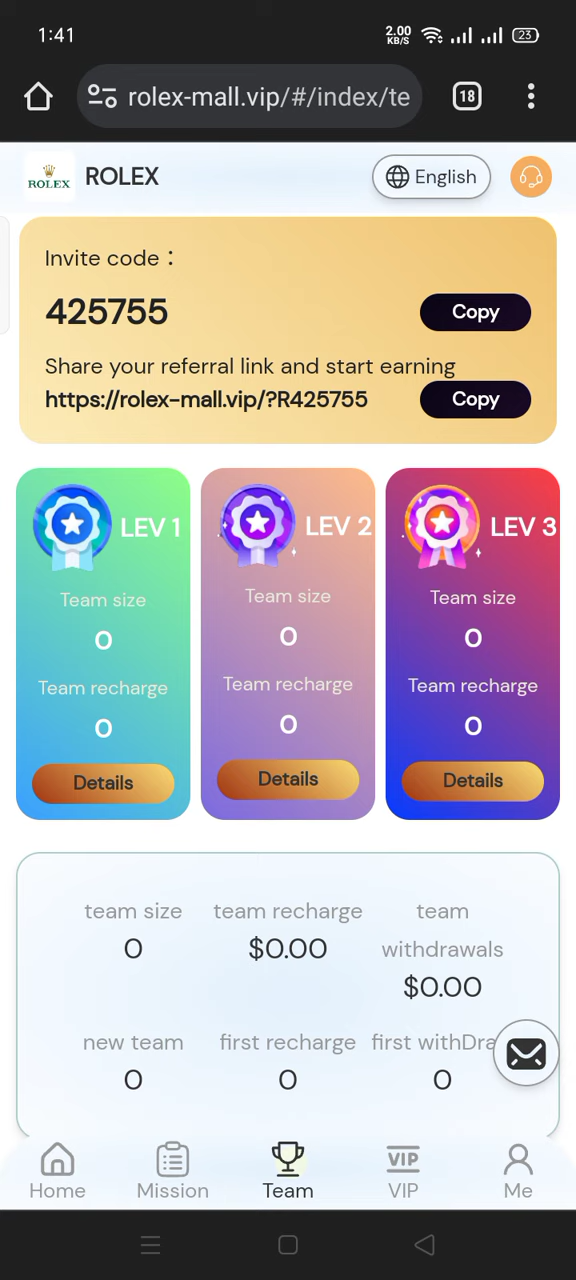 1:41
2.00
KB/S
23
rolex-mall.vip/#/index/te
18
ROLEX
ROLEX
English
Invite code：
425755
Copy
Share your referral link and start earning
https://rolex-mall.vip/?R425755
Copy
LEV 1
LEV 2
LEV 3
Team size
Team size
Team size
0
0
0
Team recharge
Team recharge
Team recharge
0
0
0
Details
Details
Details
team size
team recharge
team
withdrawals
0
$0.00
$0.00
new team
first recharge
first withDra
0
0
0
Home
Mission
Team
VIP
VIP
Me